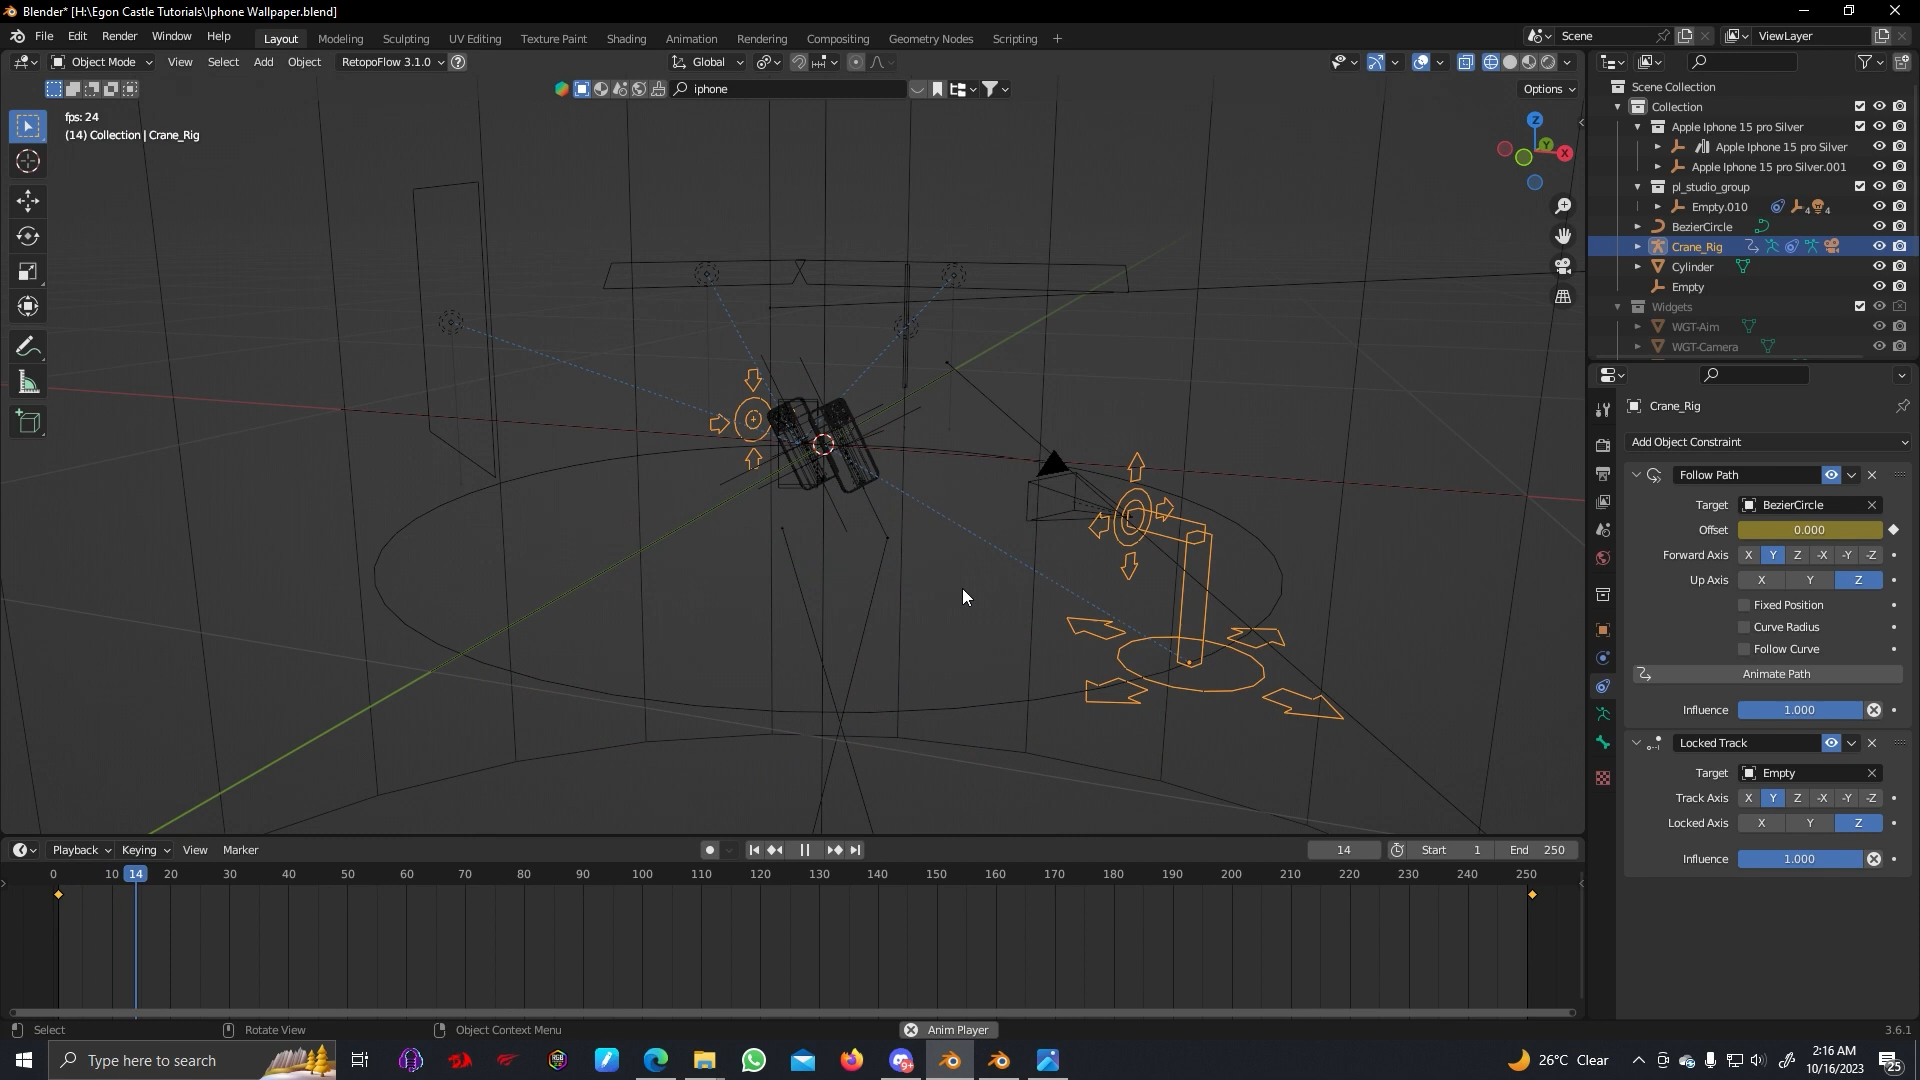 Blender* [H:\Egon Castle Tutorials\Iphone Wallpaper.blend]
File Edit Render Window Help Layout Modeling Sculpting UV Editing Texture Paint Shading Animation Rendering Compositing Geometry Nodes Scripting + Scene ViewLayer
Object Mode View Select Add Object RetopoFlow 3.1.0 Global
iphone Options
fps: 24
(14) Collection | Crane_Rig
Z
Y
X
Scene Collection
Collection
Apple Iphone 15 pro Silver
Apple Iphone 15 pro Silver
Apple Iphone 15 pro Silver.001
pl_studio_group
Empty.010 4 4
BezierCircle
Crane_Rig
Cylinder
Empty
Widgets
WGT-Aim
WGT-Camera
Crane_Rig
Add Object Constraint
Follow Path
Target BezierCircle
Offset 0.000
Forward Axis X Y Z -X -Y -Z
Up Axis X Y Z
Fixed Position
Curve Radius
Follow Curve
Animate Path
Influence 1.000
Locked Track
Target Empty
Track Axis X Y Z -X -Y -Z
Locked Axis X Y Z
Influence 1.000
Playback Keying View Marker 14 Start 1 End 250
0 10 14 20 30 40 50 60 70 80 90 100 110 120 130 140 150 160 170 180 190 200 210 220 230 240 250
Select Rotate View Object Context Menu Anim Player 3.6.1
Type here to search 9+ 26°C Clear 2:16 AM
10/16/2023 25